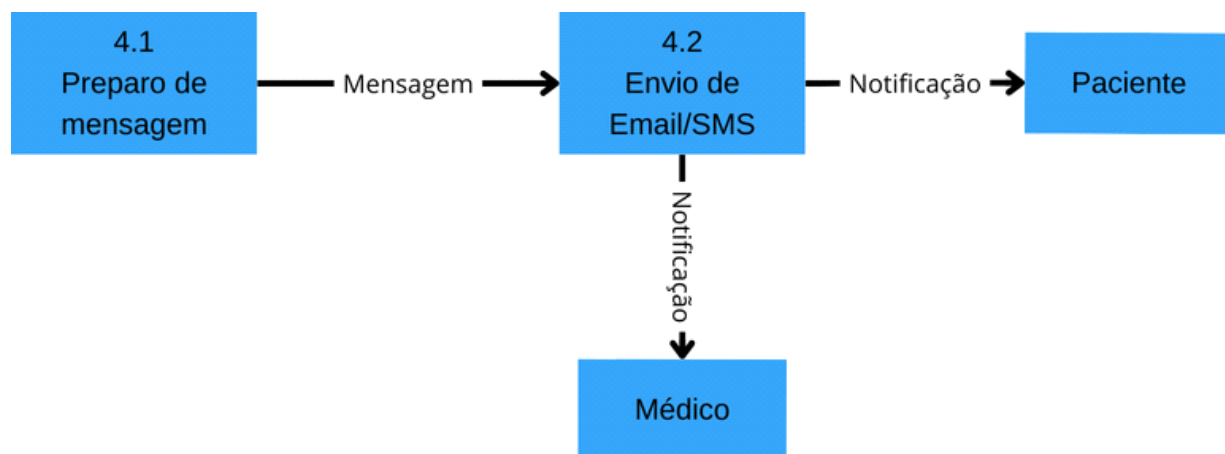 4.1
Preparo de
mensagem
Mensagem
4.2
Envio de
Email/SMS
Notificação
Paciente
Notificação
Médico